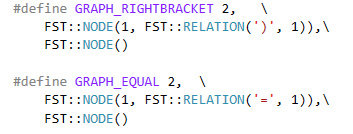 #define GRAPH_RIGHTBRACKET 2, \
FST::NODE(1, FST::RELATION(')', 1)),\
FST::NODE()
#define GRAPH_EQUAL 2, \
FST::NODE(1, FST::RELATION('=', 1)),\
FST::NODE()